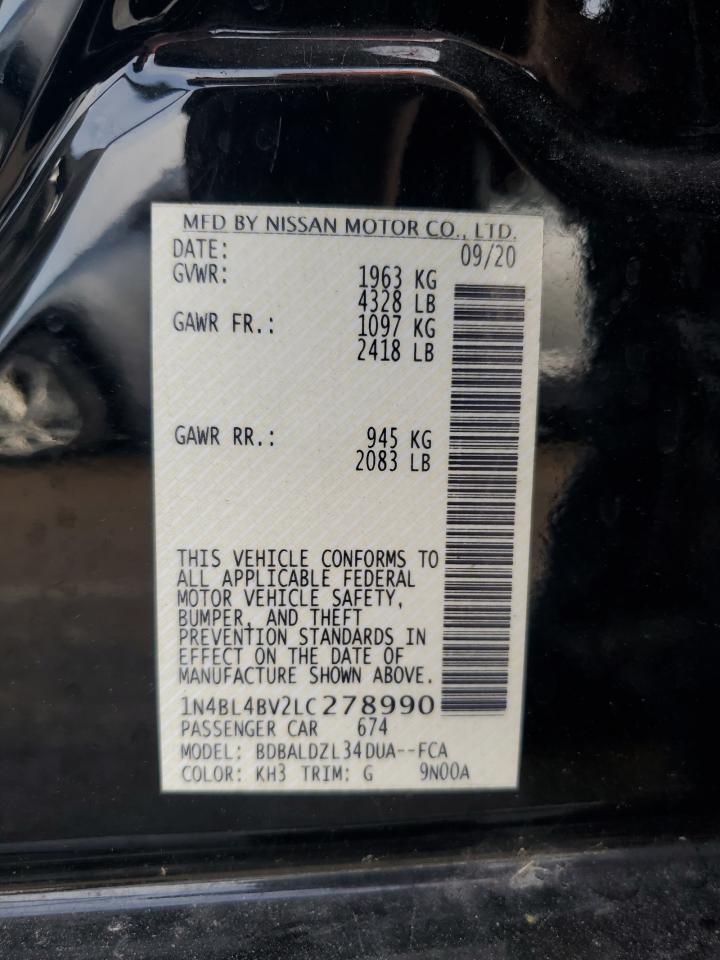 MFD BY NISSAN MOTOR CO., LTD.
DATE: 09/20
GVWR: 1963 KG
4328 LB
GAWR FR.: 1097 KG
2418 LB
GAWR RR.: 945 KG
2083 LB
THIS VEHICLE CONFORMS TO
ALL APPLICABLE FEDERAL
MOTOR VEHICLE SAFETY,
BUMPER, AND THEFT
PREVENTION STANDARDS IN
EFFECT ON THE DATE OF
MANUFACTURE SHOWN ABOVE.
1N4BL4BV2LC278990
PASSENGER CAR 674
MODEL: BDBALDZL34DUA--FCA
COLOR: KH3 TRIM: G 9N00A